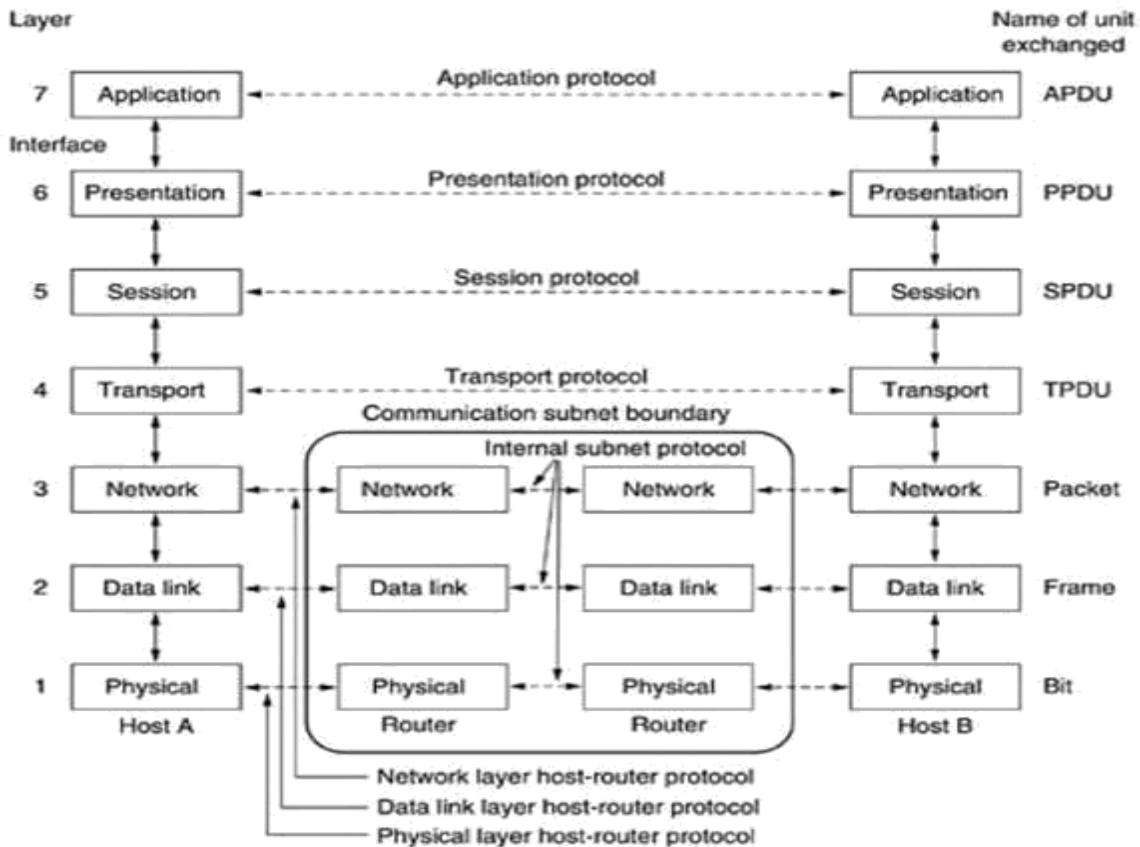 Layer
Name of unit
exchanged
7 Application Application protocol Application APDU
Interface
6 Presentation Presentation protocol Presentation PPDU
5 Session Session protocol Session SPDU
4 Transport Transport protocol Transport TPDU
Communication subnet boundary
Internal subnet protocol
3 Network Network Network Network Packet
2 Data link Data link Data link Data link Frame
1 Physical Physical Physical Physical Bit
Host A Router Router Host B
Network layer host-router protocol
Data link layer host-router protocol
Physical layer host-router protocol